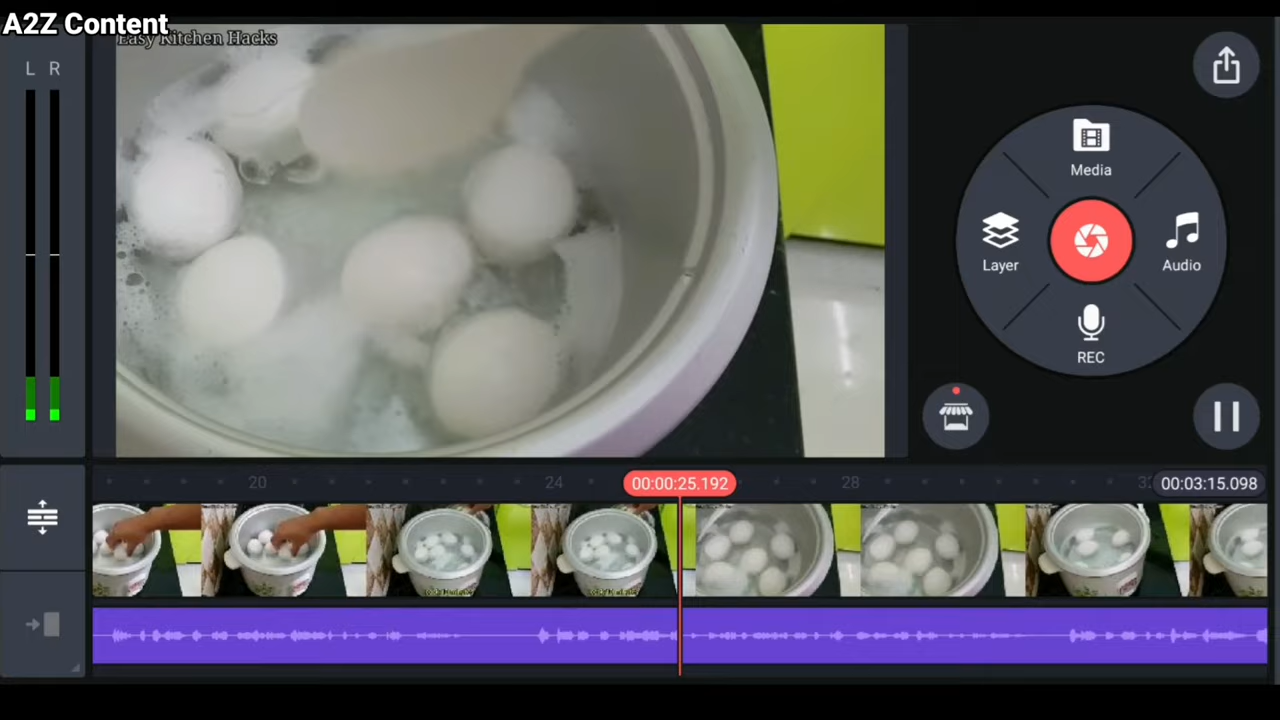 A2Z Content
Easy Kitchen Hacks
L R
Media
Layer
Audio
REC
20
24
00:00:25.192
28
00:03:15.098